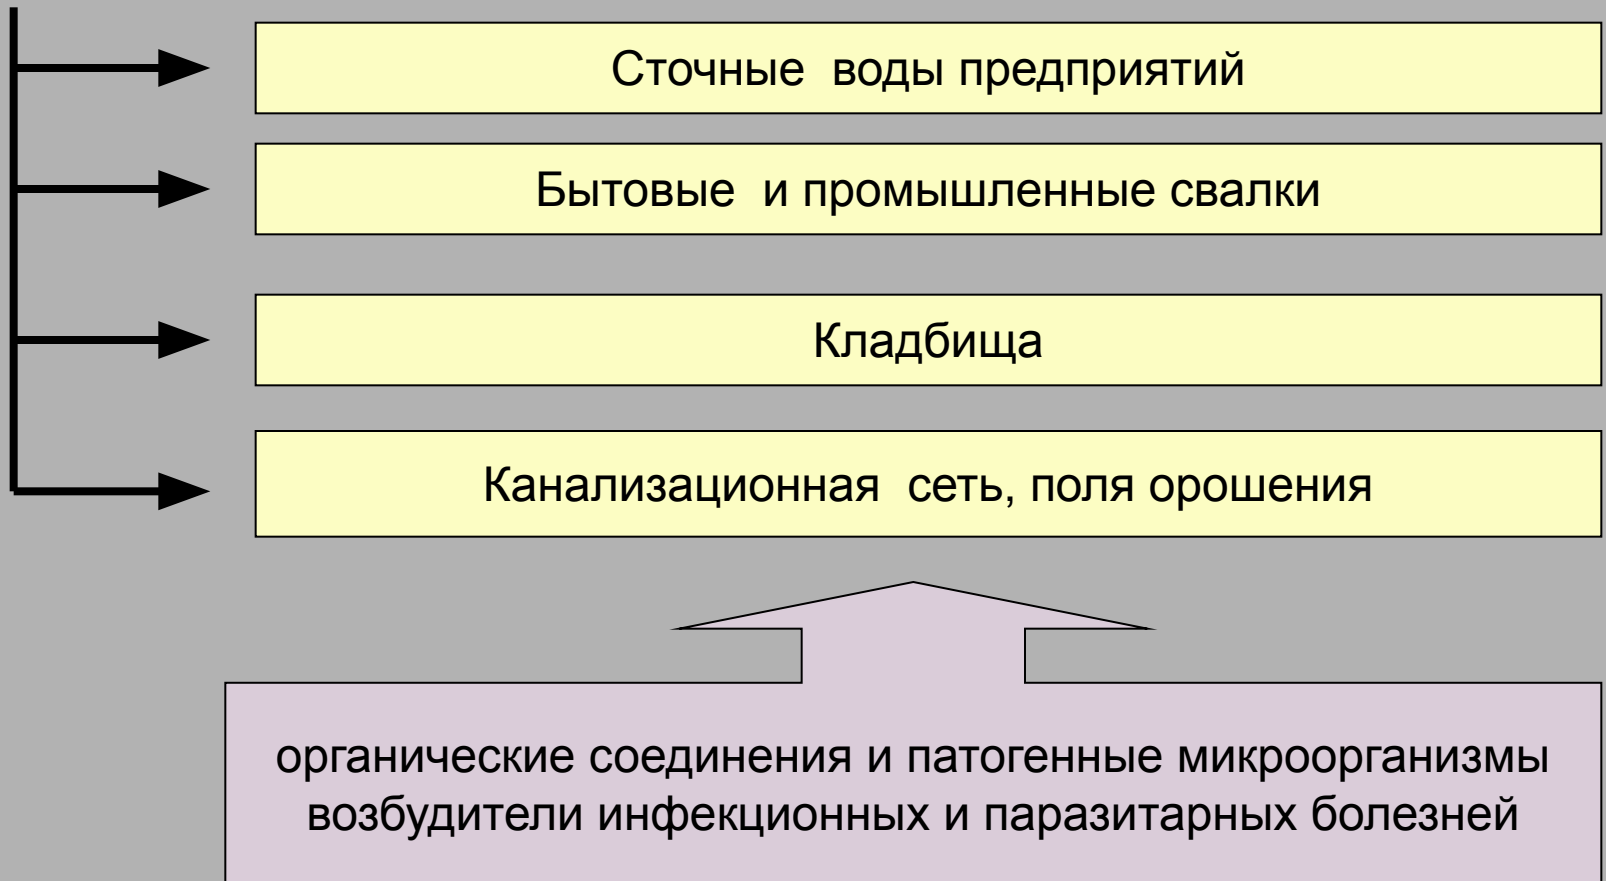 Сточные  воды предприятий
Бытовые  и промышленные свалки
Кладбища
Канализационная  сеть, поля орошения
органические соединения и патогенные микроорганизмы
возбудители инфекционных и паразитарных болезней